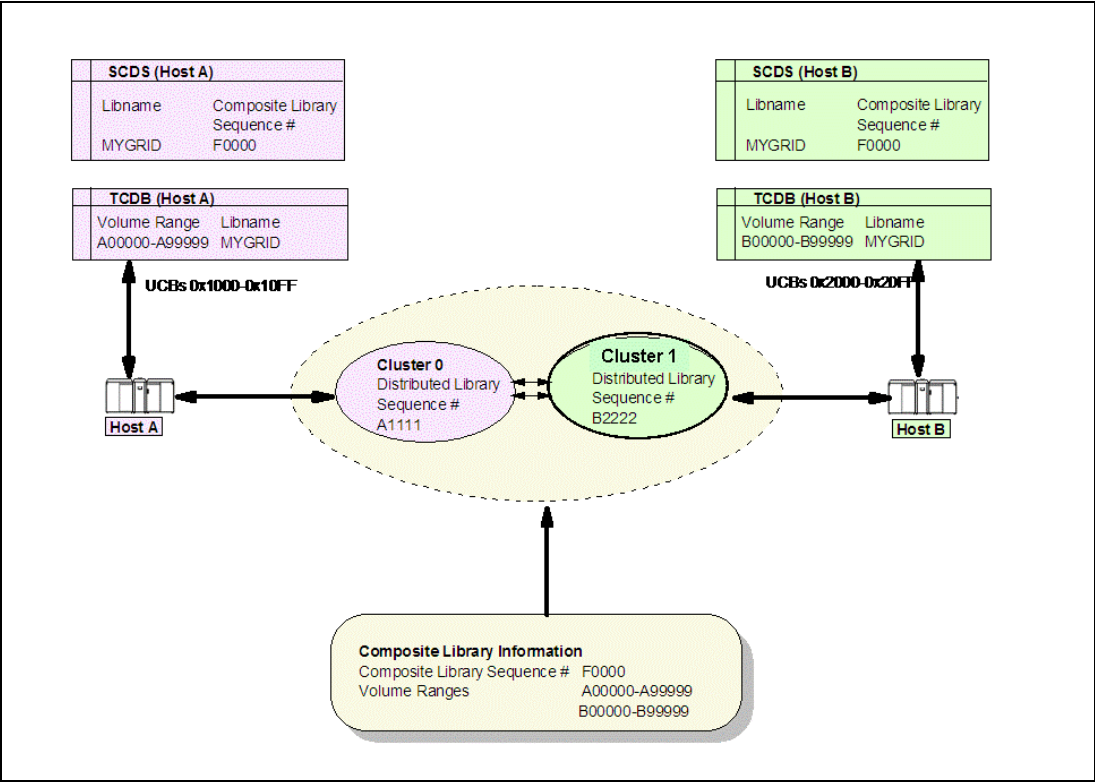 SCDS (Host A)
Libname Composite Library
Sequence #
MYGRID F0000
TCDB (Host A)
Volume Range Libname
A00000-A99999 MYGRID
UCBs 0x1000-0x10FF
Host A
SCDS (Host B)
Libname Composite Library
Sequence #
MYGRID F0000
TCDB (Host B)
Volume Range Libname
B00000-B99999 MYGRID
UCBs 0x2000-0x20FF
Host B
Cluster 0
Distributed Library
Sequence #
A1111
Cluster 1
Distributed Library
Sequence #
B2222
Composite Library Information
Composite Library Sequence # F0000
Volume Ranges A00000-A99999
B00000-B99999